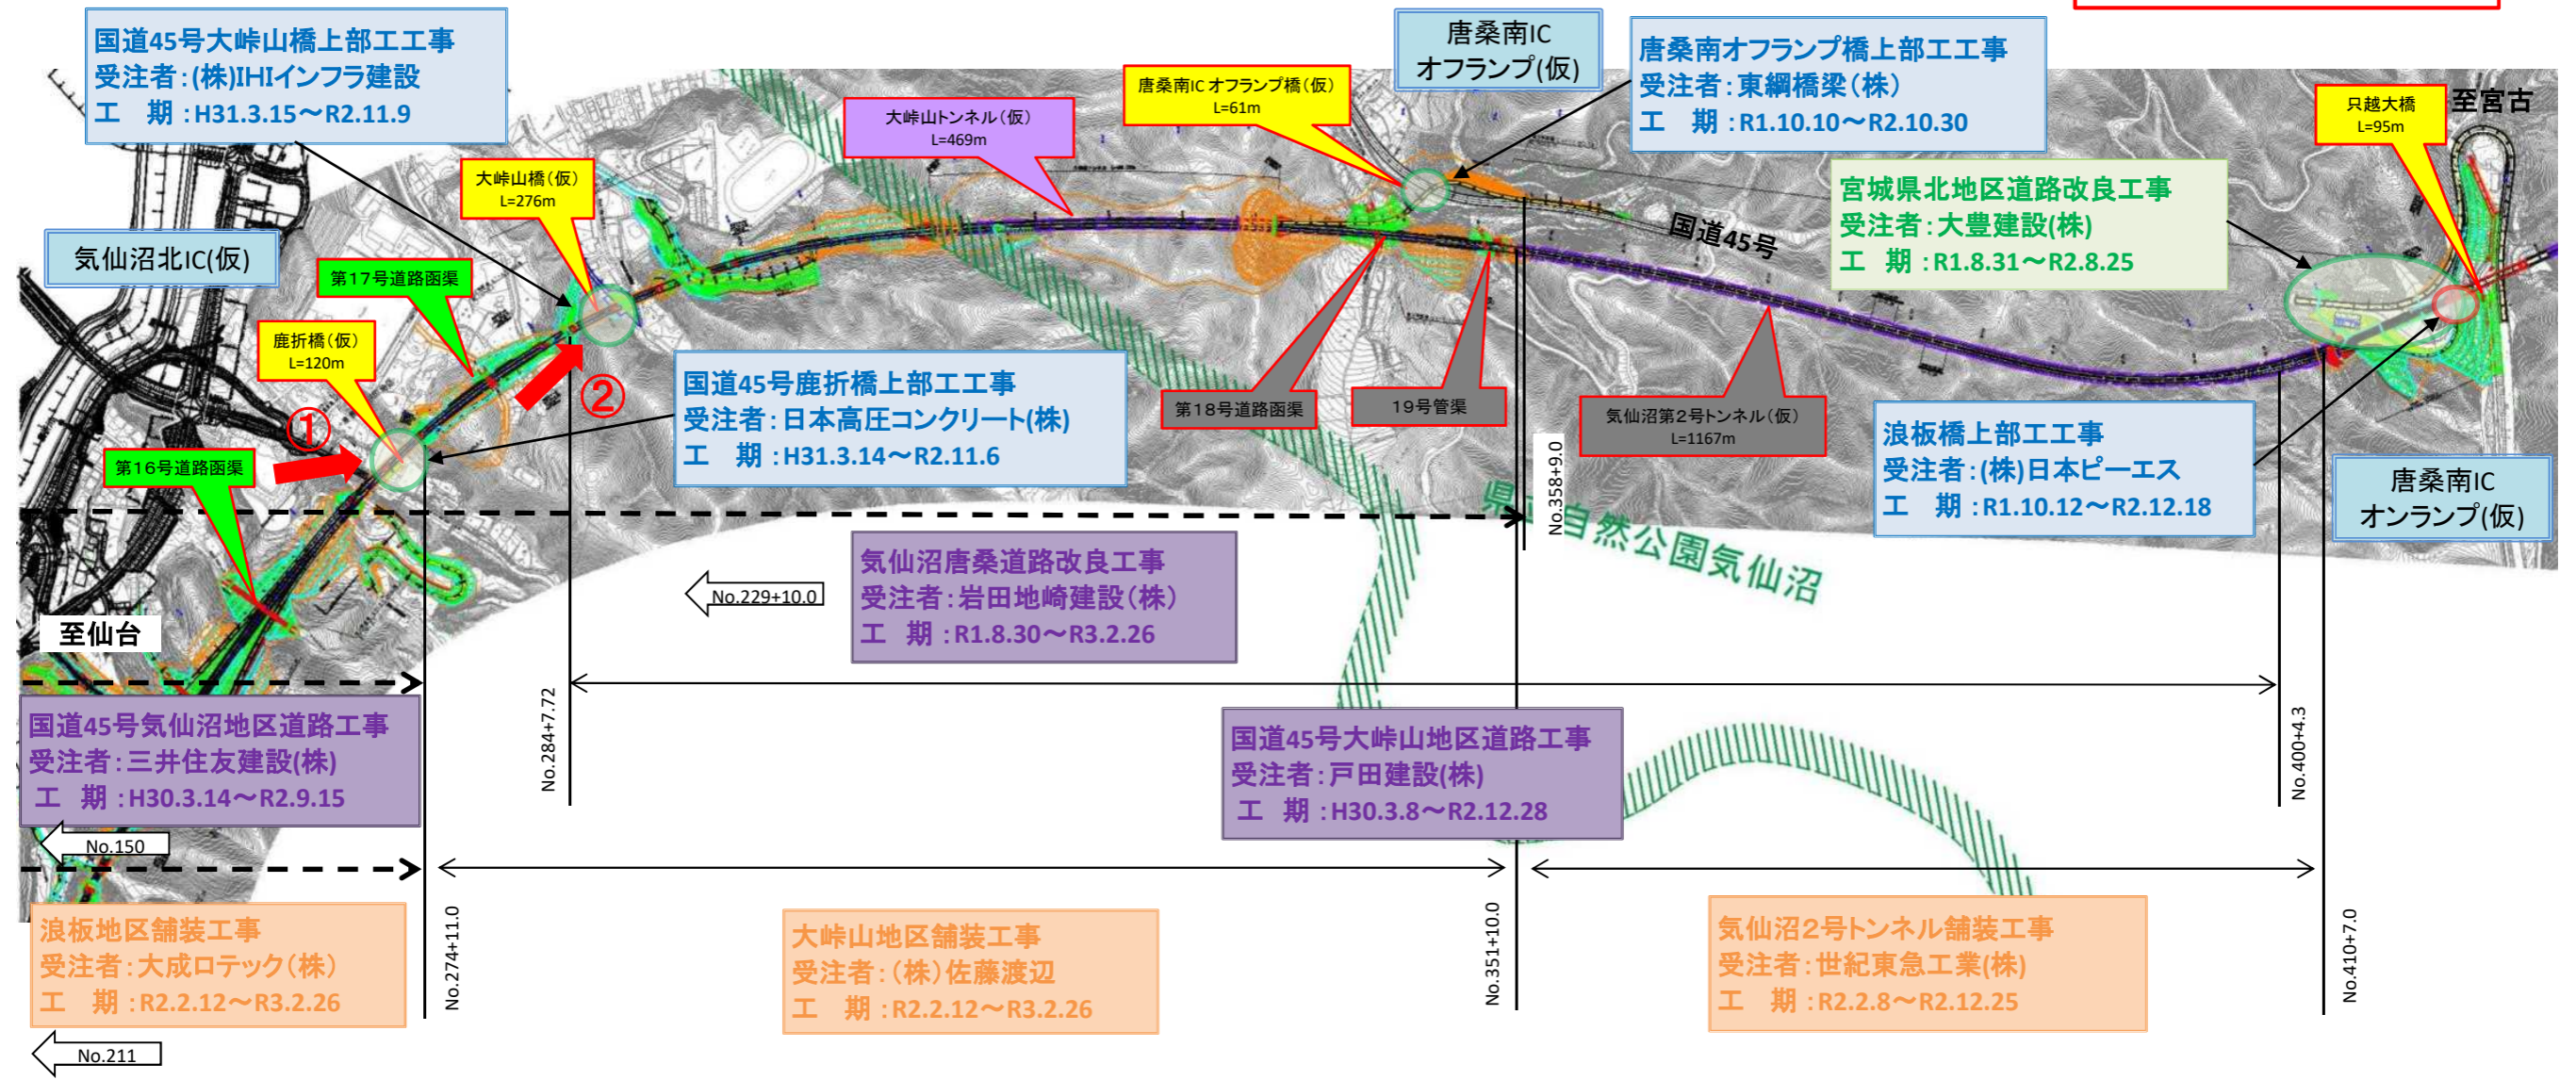 国道45号大峠山橋上部工工事
受注者：(株)IHIインフラ建設
工　期：H31.3.15～R2.11.9
唐桑南IC
オフランプ(仮)
唐桑南オフランプ橋上部工工事
受注者：東綱橋梁（株）
工　期：R1.10.10～R2.10.30
唐桑南ICオフランプ橋（仮）
L=61m
大峠山トンネル（仮）
L=469m
只越大橋
L=95m
至宮古
大峠山橋（仮）
L=276m
宮城県北地区道路改良工事
受注者：大豊建設(株)
工　期：R1.8.31～R2.8.25
国道45号
気仙沼北IC(仮)
第17号道路函渠
鹿折橋（仮）
L=120m
①
②
第16号道路函渠
国道45号鹿折橋上部工工事
受注者：日本高圧コンクリート(株)
工　期：H31.3.14～R2.11.6
第18号道路函渠
19号管渠
気仙沼第2号トンネル（仮）
L=1167m
浪板橋上部工工事
受注者：(株)日本ピーエス
工　期：R1.10.12～R2.12.18
唐桑南IC
オンランプ(仮)
No.358+9.0
県 自然公園気仙沼
気仙沼唐桑道路改良工事
受注者：岩田地崎建設（株）
工　期：R1.8.30～R3.2.26
No.229+10.0
至仙台
No.284+7.72
国道45号気仙沼地区道路工事
受注者：三井住友建設(株)
工　期：H30.3.14～R2.9.15
国道45号大峠山地区道路工事
受注者：戸田建設(株)
工　期：H30.3.8～R2.12.28
No.400+4.3
No.150
浪板地区舗装工事
受注者：大成ロテック（株）
工　期：R2.2.12～R3.2.26
No.274+11.0
大峠山地区舗装工事
受注者：（株）佐藤渡辺
工　期：R2.2.12～R3.2.26
No.351+10.0
気仙沼２号トンネル舗装工事
受注者：世紀東急工業(株)
工　期：R2.2.8～R2.12.25
No.410+7.0
No.211